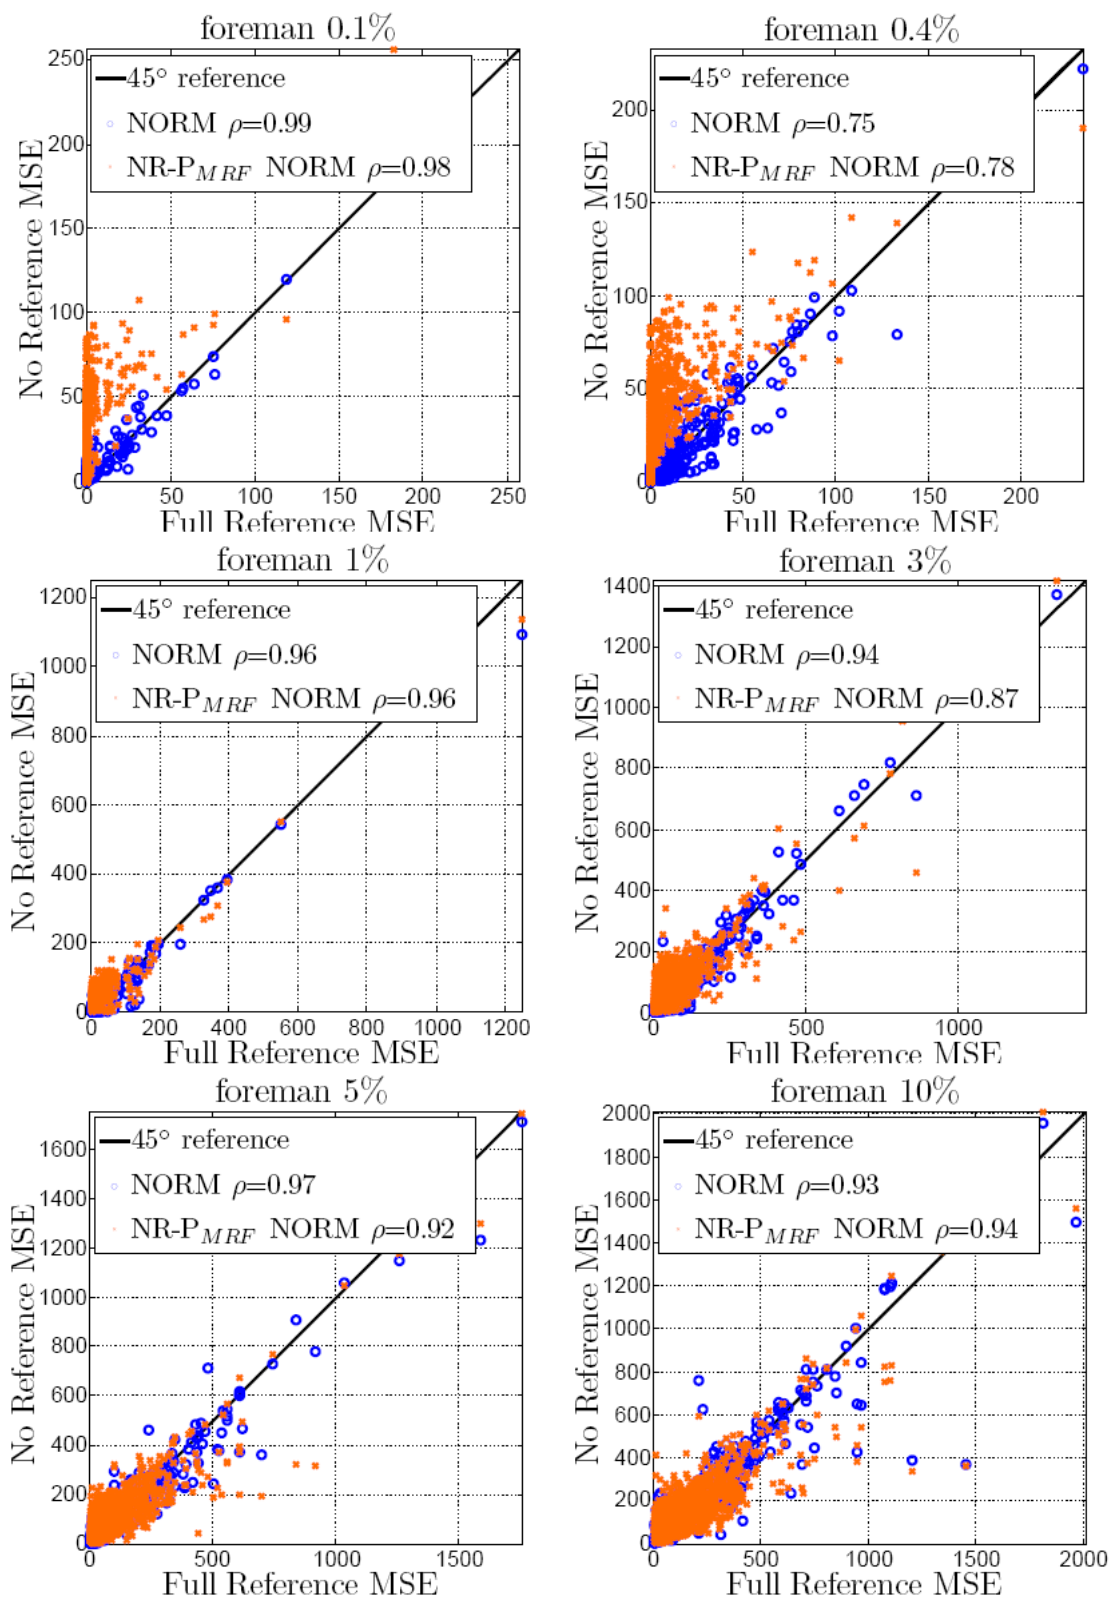 foreman 0.1%
250
200
150
100
50
0
45° reference
NORM ρ=0.99
NR-P_MRF NORM ρ=0.98
0 50 100 150 200 250
No Reference MSE
Full Reference MSE
foreman 0.4%
200
150
100
50
0
45° reference
NORM ρ=0.75
NR-P_MRF NORM ρ=0.78
0 50 100 150 200
No Reference MSE
Full Reference MSE
foreman 1%
1200
1000
800
600
400
200
0
45° reference
NORM ρ=0.96
NR-P_MRF NORM ρ=0.96
0 200 400 600 800 1000 1200
No Reference MSE
Full Reference MSE
foreman 3%
1400
1200
1000
800
600
400
200
0
45° reference
NORM ρ=0.94
NR-P_MRF NORM ρ=0.87
0 500 1000
No Reference MSE
Full Reference MSE
foreman 5%
1600
1400
1200
1000
800
600
400
200
0
45° reference
NORM ρ=0.97
NR-P_MRF NORM ρ=0.92
0 500 1000 1500
No Reference MSE
Full Reference MSE
foreman 10%
2000
1800
1600
1400
1200
1000
800
600
400
200
0
45° reference
NORM ρ=0.93
NR-P_MRF NORM ρ=0.94
0 500 1000 1500 2000
No Reference MSE
Full Reference MSE